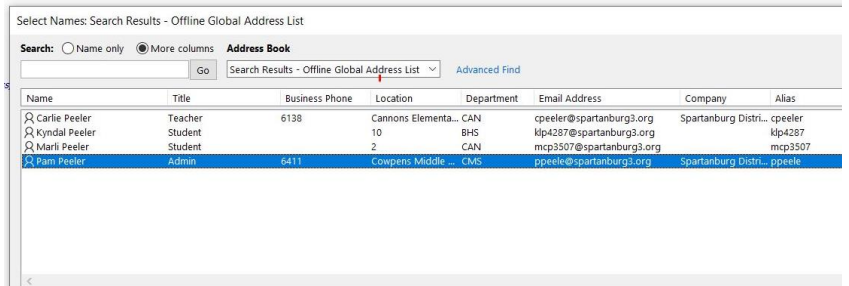 Select Names: Search Results - Offline Global Address List
Search: Name only More columns Address Book
Go Search Results - Offline Global Address List Advanced Find
Name Title Business Phone Location Department Email Address Company Alias
Carlie Peeler Teacher 6138 Cannons Elementa... CAN cpeeler@spartanburg3.org Spartanburg Distri... cpeeler
Kyndal Peeler Student 10 BHS klp4287@spartanburg3.org klp4287
Marli Peeler Student 2 CAN mcp3507@spartanburg3.org mcp3507
Pam Peeler Admin 6411 Cowpens Middle ... CMS ppeele@spartanburg3.org Spartanburg Distri... ppeele